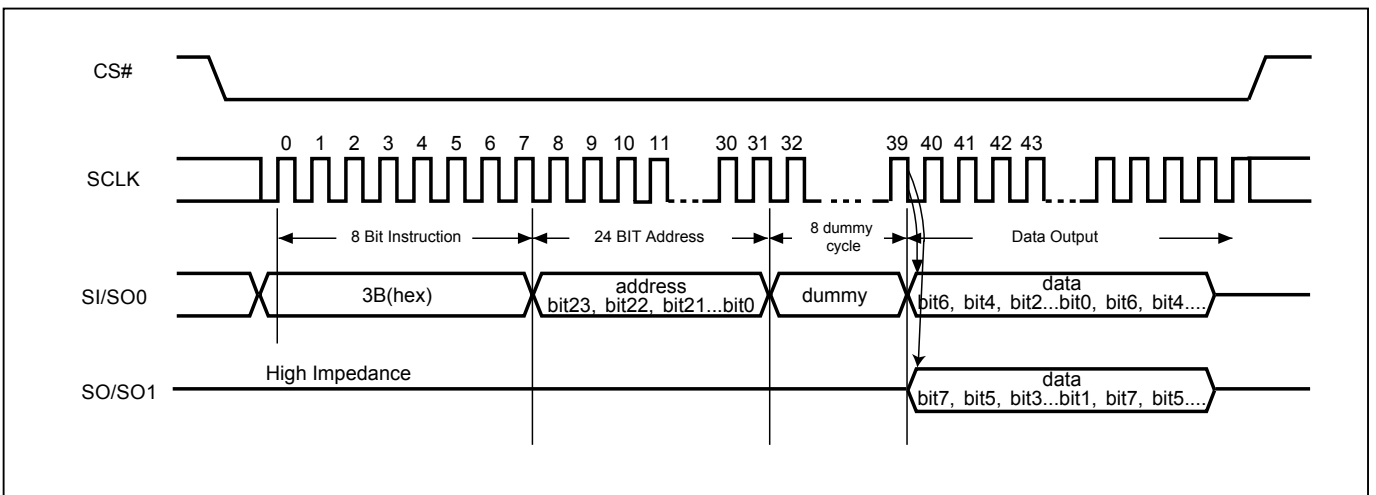 CS#
0 1 2 3 4 5 6 7 8 9 10 11 30 31 32 39 40 41 42 43
SCLK
8 Bit Instruction 24 BIT Address 8 dummy Data Output
cycle
SI/SO0 3B(hex) address dummy data
bit23, bit22, bit21...bit0 bit6, bit4, bit2...bit0, bit6, bit4....
High Impedance
SO/SO1 data
bit7, bit5, bit3...bit1, bit7, bit5....